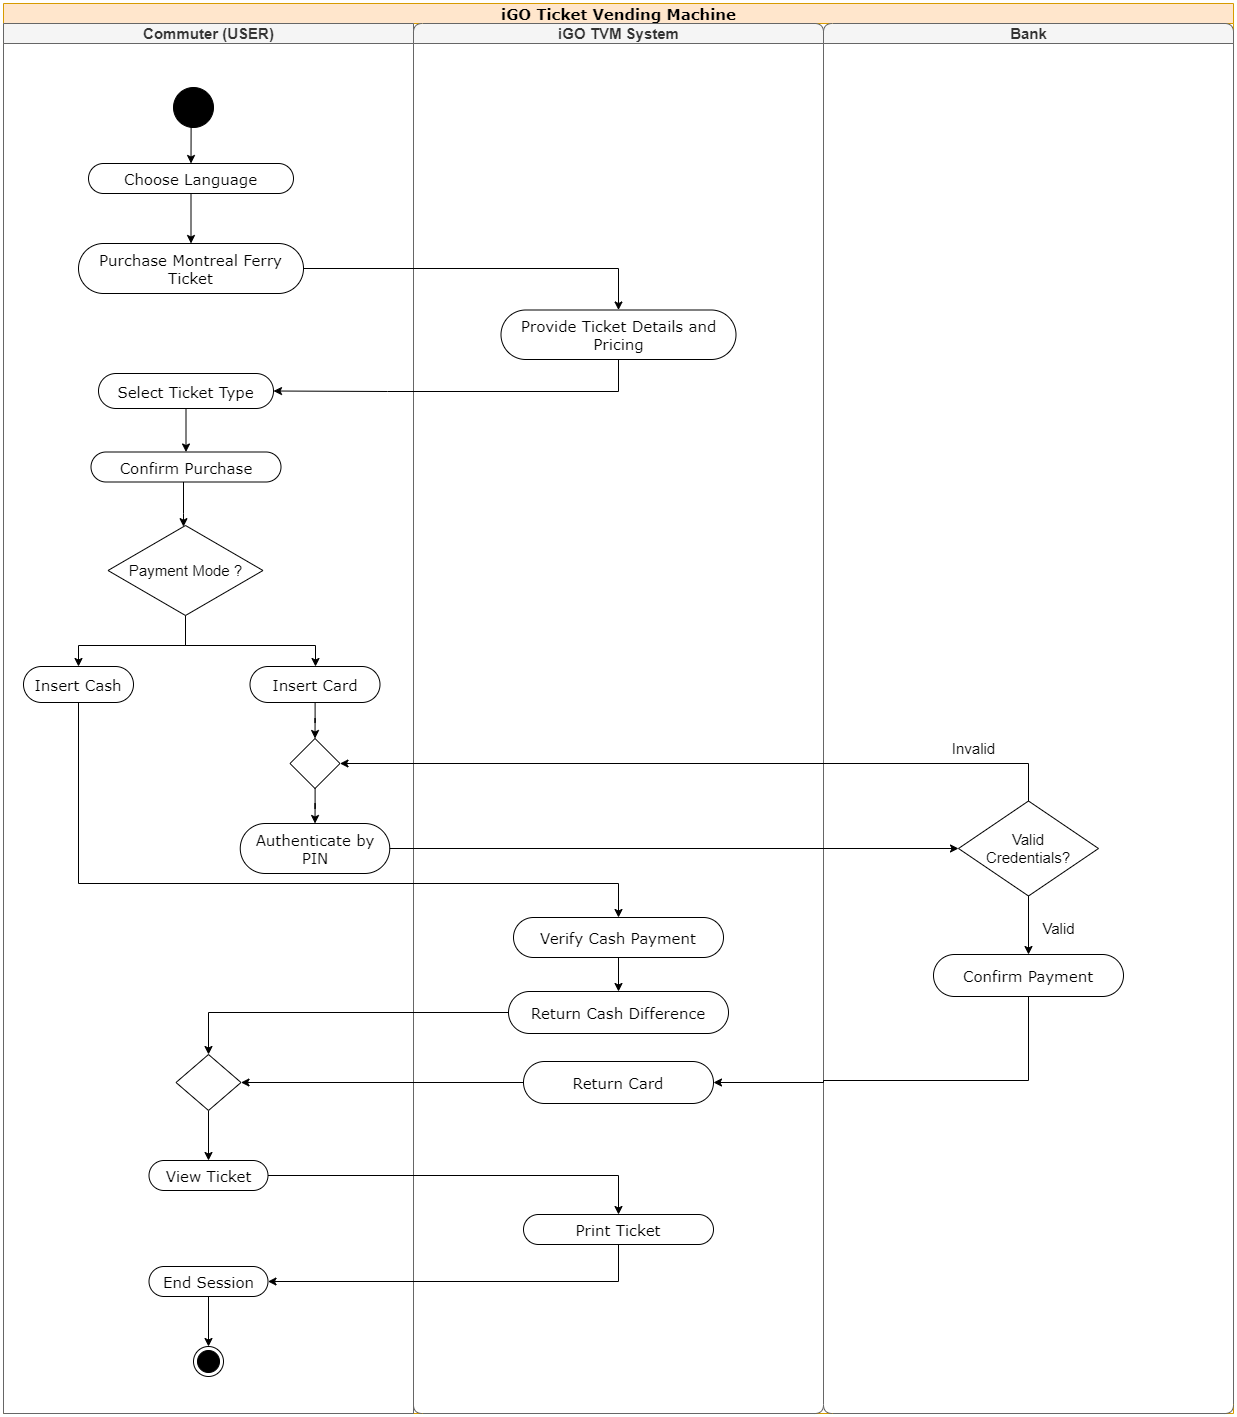 iGO Ticket Vending Machine
Commuter (USER)
iGO TVM System
Bank
Choose Language
Purchase Montreal Ferry
Ticket
Provide Ticket Details and
Pricing
Select Ticket Type
Confirm Purchase
Payment Mode ?
Insert Cash
Insert Card
Invalid
Authenticate by
PIN
Valid
Credentials?
Valid
Verify Cash Payment
Confirm Payment
Return Cash Difference
Return Card
View Ticket
Print Ticket
End Session